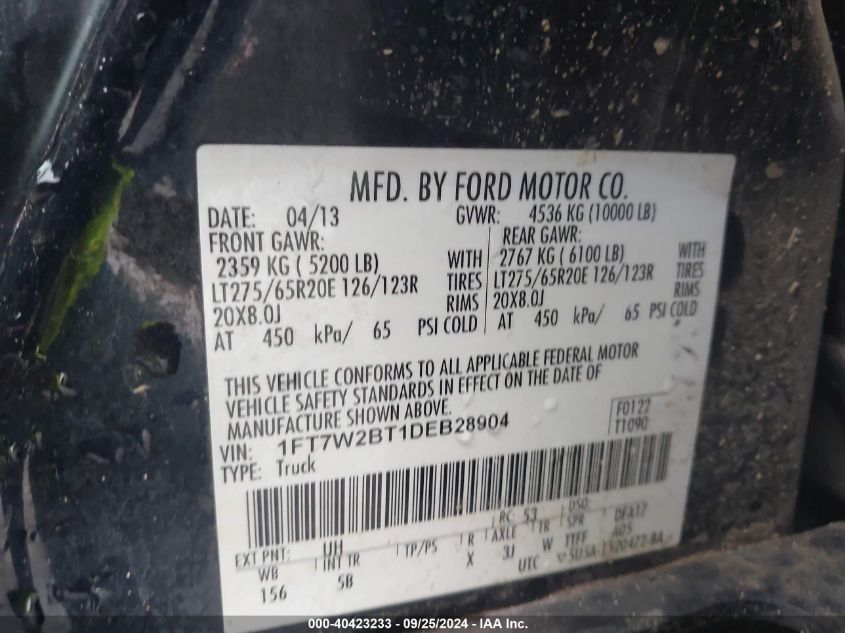 MFD. BY FORD MOTOR CO.
DATE: 04/13 GVWR: 4536 KG (10000 LB)
FRONT GAWR: REAR GAWR:
2359 KG ( 5200 LB) WITH 2767 KG ( 6100 LB) WITH
LT275/65R20E 126/123R TIRES LT275/65R20E 126/123R TIRES
20X8.0J RIMS 20X8.0J RIMS
AT 450 kPa/ 65 PSI COLD AT 450 kPa/ 65 PSI COLD
THIS VEHICLE CONFORMS TO ALL APPLICABLE FEDERAL MOTOR
VEHICLE SAFETY STANDARDS IN EFFECT ON THE DATE OF
MANUFACTURE SHOWN ABOVE.
VIN: 1FT7W2BT1DEB28904 F0122
TYPE: Truck T1090
EXT PNT: UH RC: 53 DSO:
WB INT TR TP/PS R AXLE TR SPR DFA17
156 5B X 3J W TTFF A05
UTC
000-40423233 - 09/25/2024 - IAA Inc.